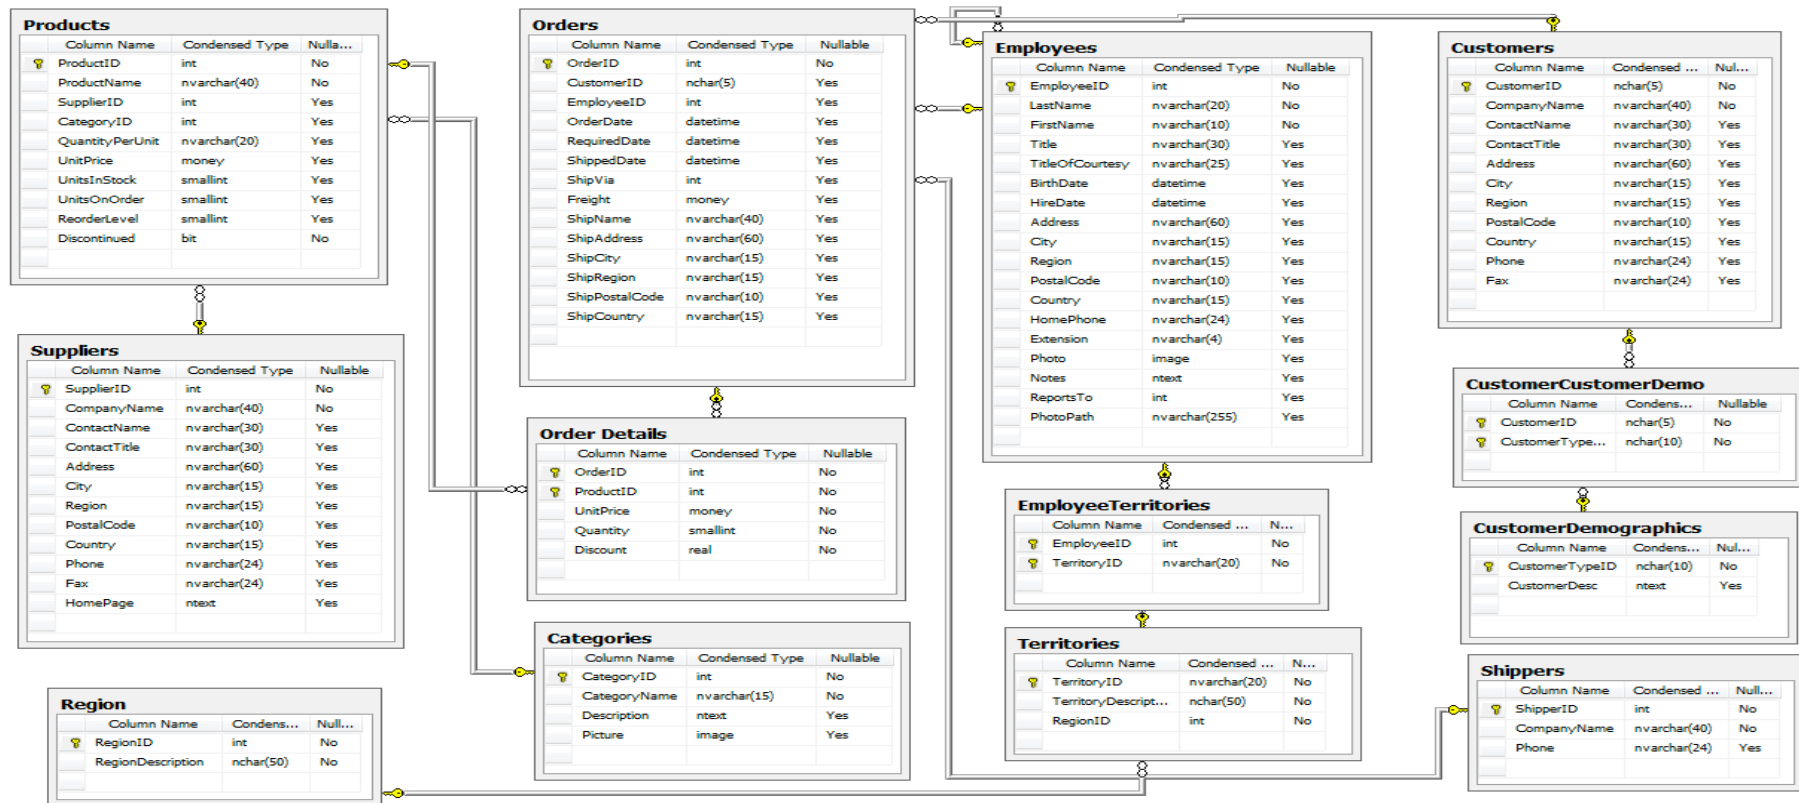 Products
Column Name Condensed Type Nulla...
ProductID int No
ProductName nvarchar(40) No
SupplierID int Yes
CategoryID int Yes
QuantityPerUnit nvarchar(20) Yes
UnitPrice money Yes
UnitsInStock smallint Yes
UnitsOnOrder smallint Yes
ReorderLevel smallint Yes
Discontinued bit No
Suppliers
Column Name Condensed Type Nullable
SupplierID int No
CompanyName nvarchar(40) No
ContactName nvarchar(30) Yes
ContactTitle nvarchar(30) Yes
Address nvarchar(60) Yes
City nvarchar(15) Yes
Region nvarchar(15) Yes
PostalCode nvarchar(10) Yes
Country nvarchar(15) Yes
Phone nvarchar(24) Yes
Fax nvarchar(24) Yes
HomePage ntext Yes
Region
Column Name Condens... Null...
RegionID int No
RegionDescription nchar(50) No
Orders
Column Name Condensed Type Nullable
OrderID int No
CustomerID nchar(5) Yes
EmployeeID int Yes
OrderDate datetime Yes
RequiredDate datetime Yes
ShippedDate datetime Yes
ShipVia int Yes
Freight money Yes
ShipName nvarchar(40) Yes
ShipAddress nvarchar(60) Yes
ShipCity nvarchar(15) Yes
ShipRegion nvarchar(15) Yes
ShipPostalCode nvarchar(10) Yes
ShipCountry nvarchar(15) Yes
Order Details
Column Name Condensed Type Nullable
OrderID int No
ProductID int No
UnitPrice money No
Quantity smallint No
Discount real No
Categories
Column Name Condensed Type Nullable
CategoryID int No
CategoryName nvarchar(15) No
Description ntext Yes
Picture image Yes
Employees
Column Name Condensed Type Nullable
EmployeeID int No
LastName nvarchar(20) No
FirstName nvarchar(10) No
Title nvarchar(30) Yes
TitleOfCourtesy nvarchar(25) Yes
BirthDate datetime Yes
HireDate datetime Yes
Address nvarchar(60) Yes
City nvarchar(15) Yes
Region nvarchar(15) Yes
PostalCode nvarchar(10) Yes
Country nvarchar(15) Yes
HomePhone nvarchar(24) Yes
Extension nvarchar(4) Yes
Photo image Yes
Notes ntext Yes
ReportsTo int Yes
PhotoPath nvarchar(255) Yes
EmployeeTerritories
Column Name Condensed ... N...
EmployeeID int No
TerritoryID nvarchar(20) No
Territories
Column Name Condensed ... N...
TerritoryID nvarchar(20) No
TerritoryDescript... nchar(50) No
RegionID int No
Customers
Column Name Condensed ... Nul...
CustomerID nchar(5) No
CompanyName nvarchar(40) No
ContactName nvarchar(30) Yes
ContactTitle nvarchar(30) Yes
Address nvarchar(60) Yes
City nvarchar(15) Yes
Region nvarchar(15) Yes
PostalCode nvarchar(10) Yes
Country nvarchar(15) Yes
Phone nvarchar(24) Yes
Fax nvarchar(24) Yes
CustomerCustomerDemo
Column Name Condens... Nullable
CustomerID nchar(5) No
CustomerType... nchar(10) No
CustomerDemographics
Column Name Condens... Nul...
CustomerTypeID nchar(10) No
CustomerDesc ntext Yes
Shippers
Column Name Condensed ... Null...
ShipperID int No
CompanyName nvarchar(40) No
Phone nvarchar(24) Yes